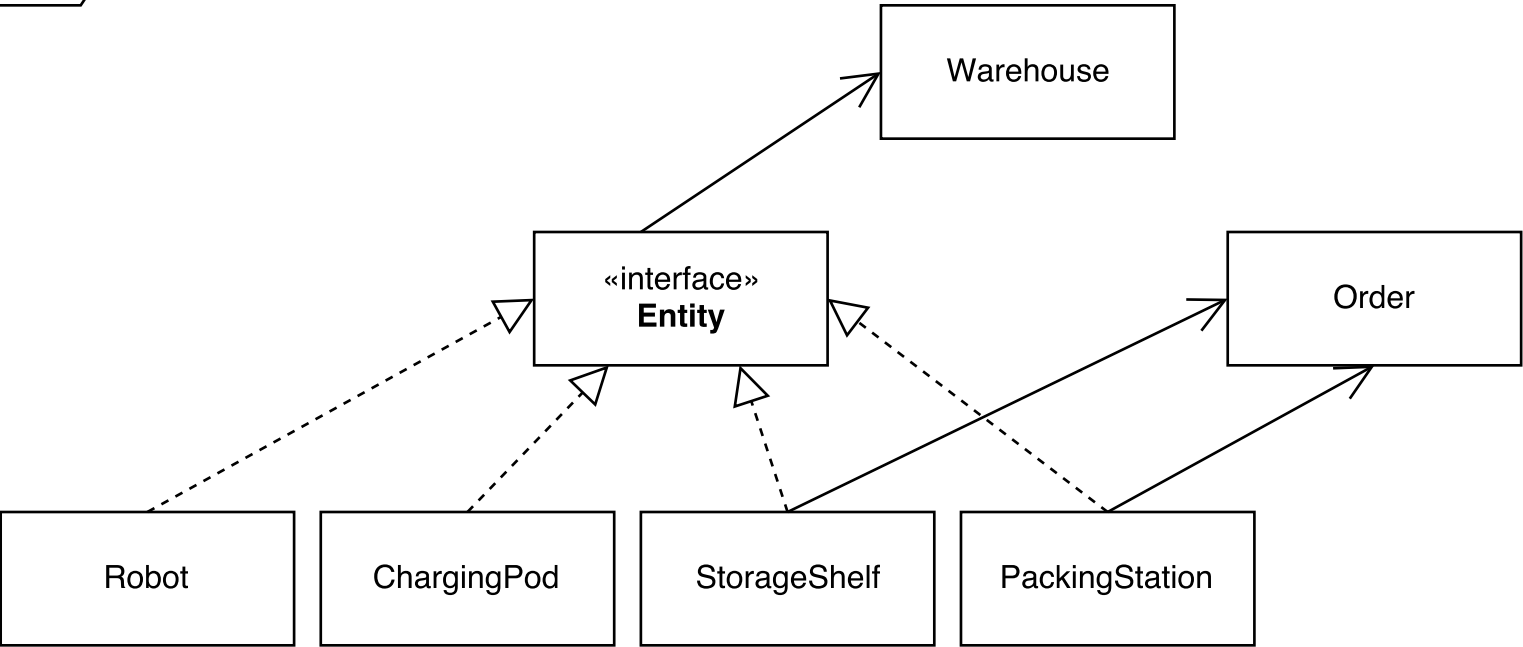 Warehouse
«interface»
Entity
Order
Robot
ChargingPod
StorageShelf
PackingStation